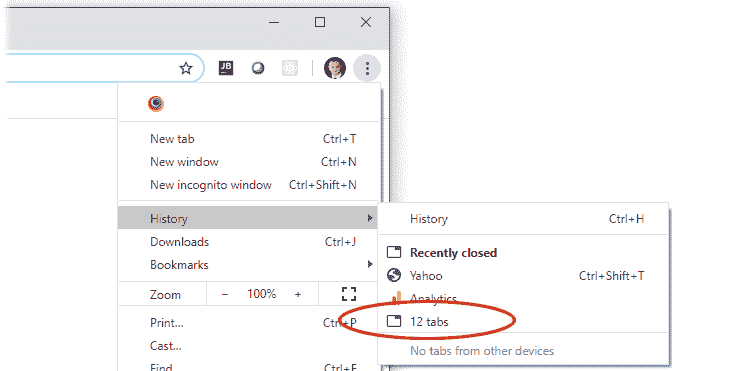 JB
New tab Ctrl+T
New window Ctrl+N
New incognito window Ctrl+Shift+N
History
Downloads Ctrl+J
Bookmarks
Zoom − 100% +
Print... Ctrl+P
Cast...
Find... Ctrl+F
History Ctrl+H
Recently closed
Yahoo Ctrl+Shift+T
Analytics
12 tabs
No tabs from other devices